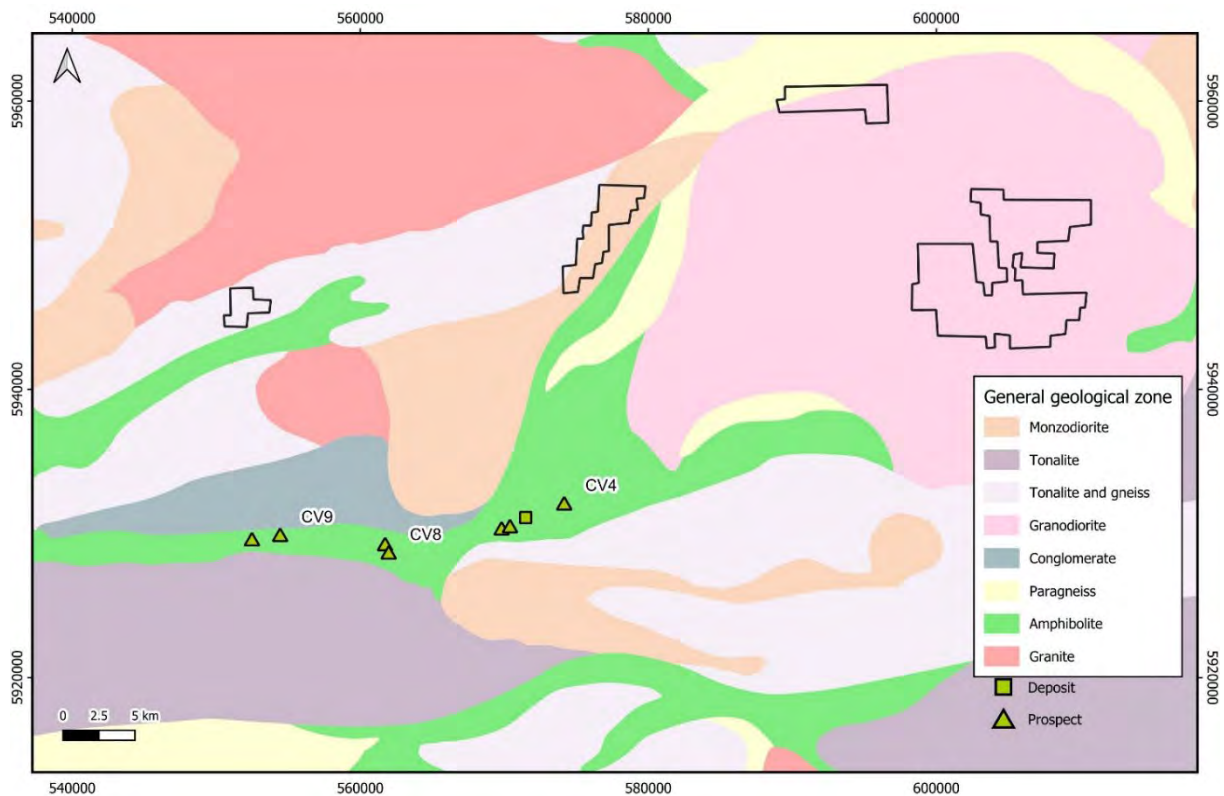 540000
560000
580000
600000
5960000
5960000
5940000
5940000
CV4
CV9
CV8
General geological zone
Monzodiorite
Tonalite
Tonalite and gneiss
Granodiorite
Conglomerate
Paragneiss
Amphibolite
Granite
Deposit
Prospect
5920000
5920000
0 2.5 5 km
540000
560000
580000
600000